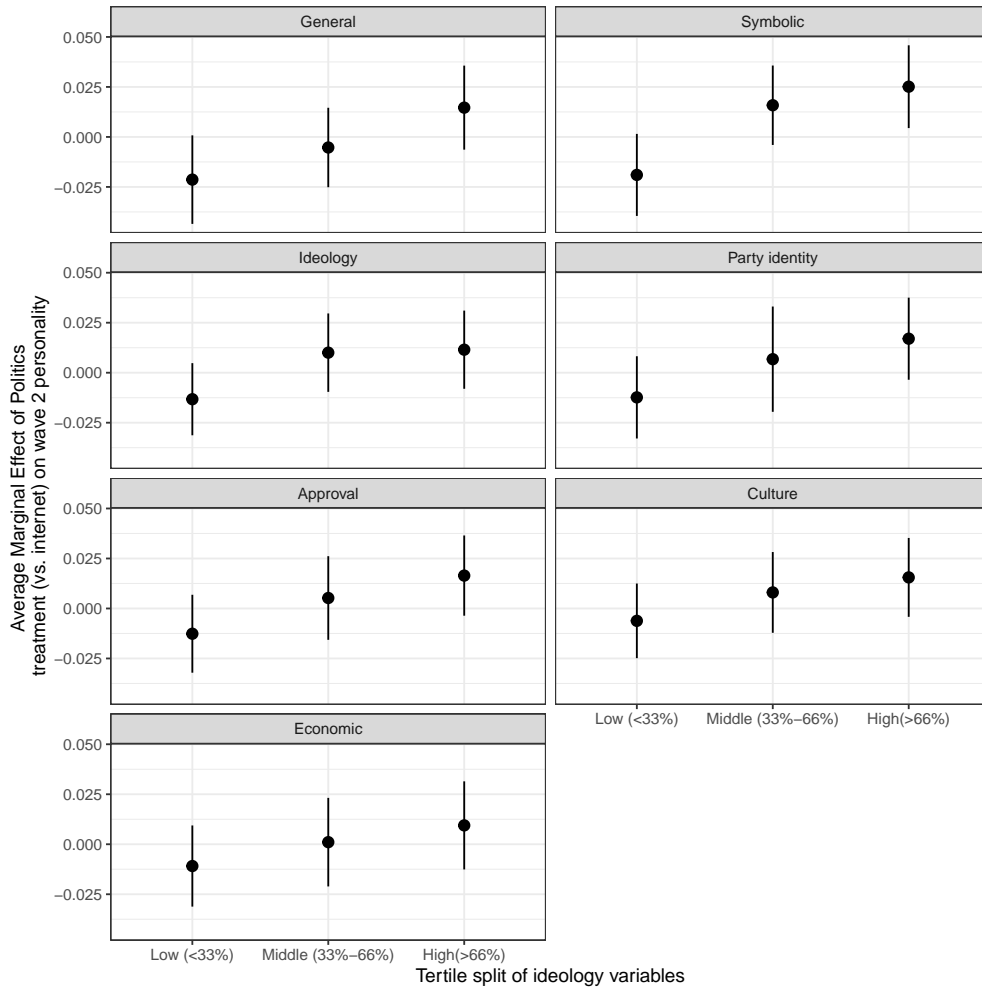 General
Symbolic
0.050
0.025
0.000
−0.025
Ideology
Party identity
0.050
0.025
0.000
−0.025
Approval
Culture
0.050
0.025
0.000
−0.025
Low (<33%)
Middle (33%−66%)
High(>66%)
Economic
0.050
0.025
0.000
−0.025
Low (<33%)
Middle (33%−66%)
High(>66%)
Tertile split of ideology variables
Average Marginal Effect of Politics
treatment (vs. internet) on wave 2 personality